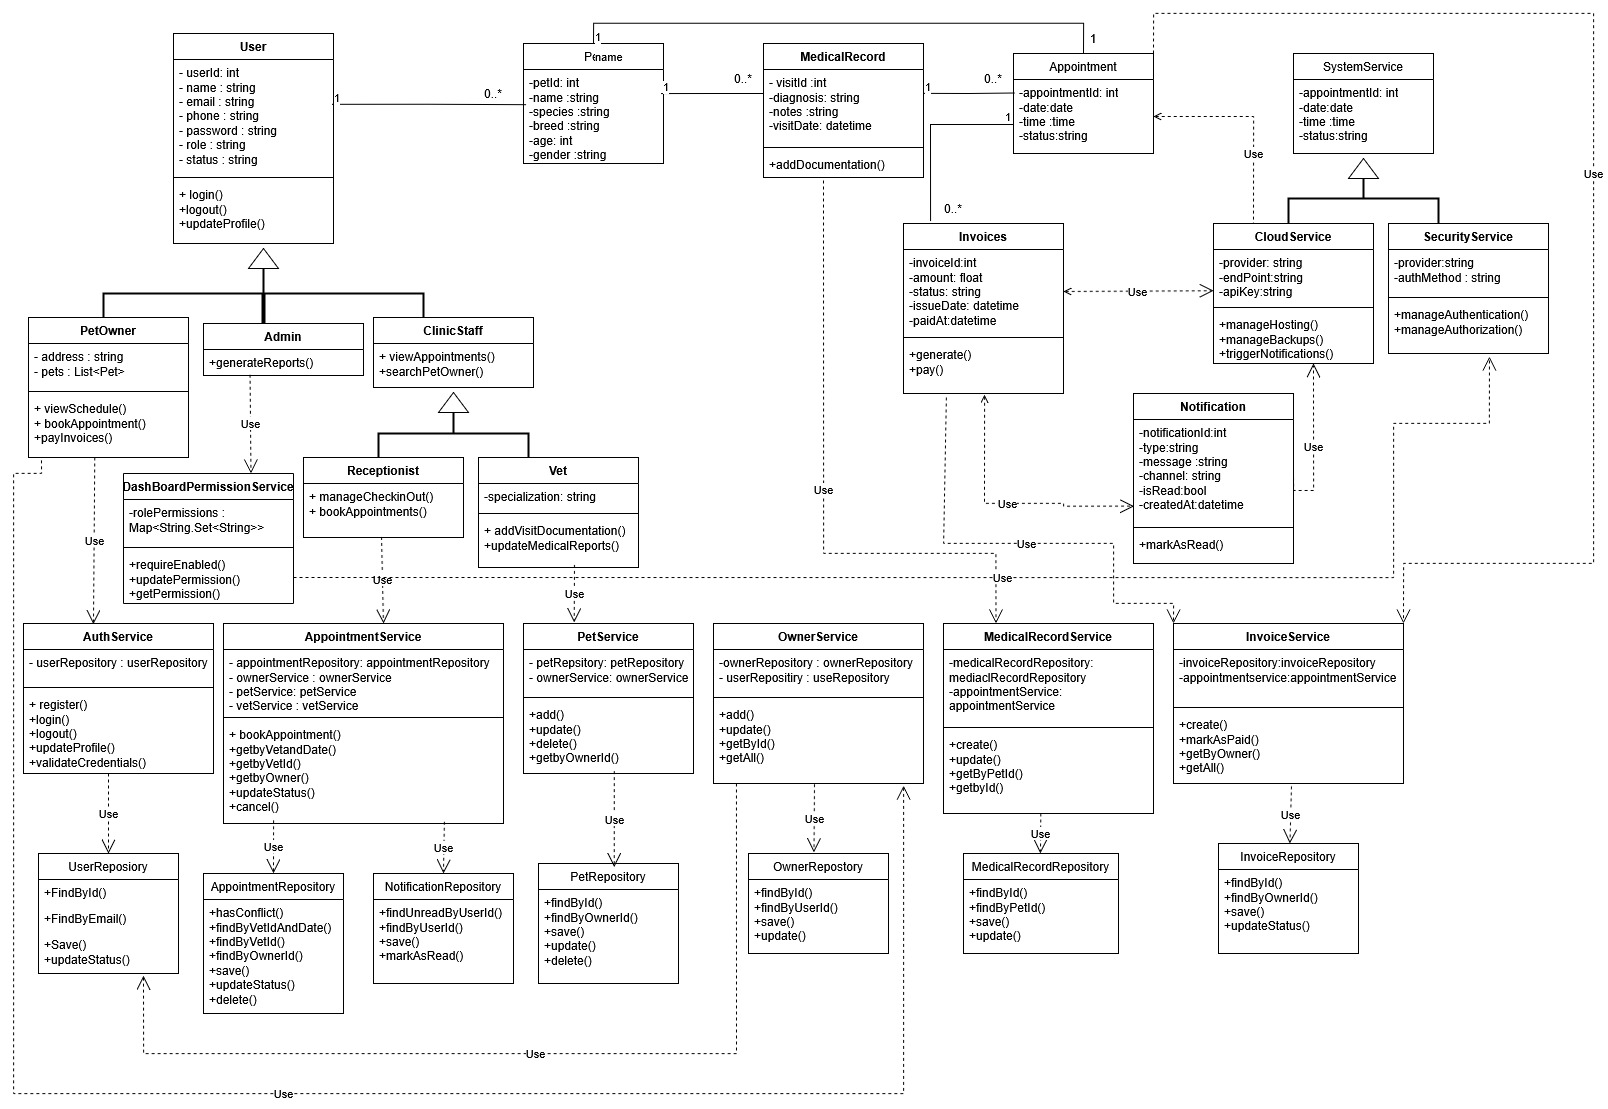 User
- userId: int
- name : string
- email : string
- phone : string
- password : string
- role : string
- status : string
+ login()
+logout()
+updateProfile()
1
0..*
1
-petId: int
-name :string
-species :string
-breed :string
-age: int
-gender :string
1
0..*
MedicalRecord
- visitId :int
-diagnosis: string
-notes :string
-visitDate: datetime
+addDocumentation()
1
0..*
1
1
Appointment
-appointmentId: int
-date:date
-time :time
-status:string
SystemService
-appointmentId: int
-date:date
-time :time
-status:string
Use
Use
0..*
Invoices
-invoiceId:int
-amount: float
-status: string
-issueDate: datetime
-paidAt:datetime
+generate()
+pay()
Use
CloudService
-provider: string
-endPoint:string
-apiKey:string
+manageHosting()
+manageBackups()
+triggerNotifications()
SecurityService
-provider:string
-authMethod : string
+manageAuthentication()
+manageAuthorization()
PetOwner
- address : string
- pets : List<Pet>
+ viewSchedule()
+ bookAppointment()
+payInvoices()
Admin
+generateReports()
ClinicStaff
+ viewAppointments()
+searchPetOwner()
Use
Notification
-notificationId:int
-type:string
-message :string
-channel: string
-isRead:bool
-createdAt:datetime
+markAsRead()
Use
Use
Use
Use
DashBoardPermissionService
-rolePermissions :
Map<String.Set<String>>
+requireEnabled()
+updatePermission()
+getPermission()
Receptionist
+ manageCheckinOut()
+ bookAppointments()
Vet
-specialization: string
+ addVisitDocumentation()
+updateMedicalReports()
Use
Use
Use
Use
AuthService
- userRepository : userRepository
+ register()
+login()
+logout()
+updateProfile()
+validateCredentials()
AppointmentService
- appointmentRepository: appointmentRepository
- ownerService : ownerService
- petService: petService
- vetService : vetService
+ bookAppointment()
+getbyVetandDate()
+getbyVetId()
+getbyOwner()
+updateStatus()
+cancel()
PetService
- petRepsitory: petRepository
- ownerService: ownerService
+add()
+update()
+delete()
+getbyOwnerId()
OwnerService
-ownerRepository : ownerRepository
- userRepositiry : useRepository
+add()
+update()
+getById()
+getAll()
MedicalRecordService
-medicalRecordRepository:
mediaclRecordRepository
-appointmentService:
appointmentService
+create()
+update()
+getByPetId()
+getbyId()
InvoiceService
-invoiceRepository:invoiceRepository
-appointmentservice:appointmentService
+create()
+markAsPaid()
+getByOwner()
+getAll()
Use
Use
Use
Use
Use
Use
Use
UserReposiory
+FindById()
+FindByEmail()
+Save()
+updateStatus()
AppointmentRepository
+hasConflict()
+findByVetIdAndDate()
+findByVetId()
+findByOwnerId()
+save()
+updateStatus()
+delete()
NotificationRepository
+findUnreadByUserId()
+findByUserId()
+save()
+markAsRead()
PetRepository
+findById()
+findByOwnerId()
+save()
+update()
+delete()
OwnerRepostory
+findById()
+findByUserId()
+save()
+update()
MedicalRecordRepository
+findById()
+findByPetId()
+save()
+update()
InvoiceRepository
+findById()
+findByOwnerId()
+save()
+updateStatus()
Use
Use